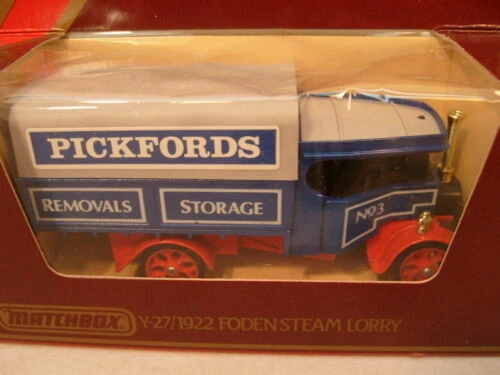 PICKFORDS
REMOVALS STORAGE
No3
MATCHBOX Y-27/1922 FODEN STEAM LORRY